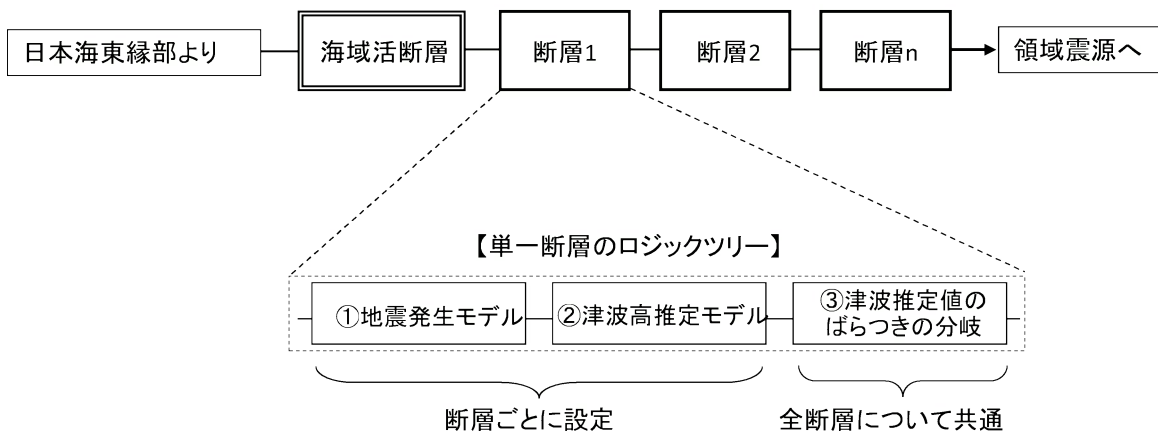 日本海東縁部より
海域活断層
断層1
断層2
断層n
領域震源へ
【単一断層のロジックツリー】
①地震発生モデル
②津波高推定モデル
③津波推定値の
ばらつきの分岐
断層ごとに設定
全断層について共通